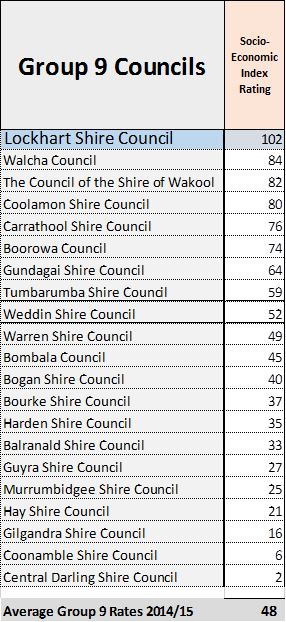 Group 9 Councils
Socio-
Economic
Index
Rating
Lockhart Shire Council 102
Walcha Council 84
The Council of the Shire of Wakool 82
Coolamon Shire Council 80
Carrathool Shire Council 76
Boorowa Council 74
Gundagai Shire Council 64
Tumbarumba Shire Council 59
Weddin Shire Council 52
Warren Shire Council 49
Bombala Council 45
Bogan Shire Council 40
Bourke Shire Council 37
Harden Shire Council 35
Balranald Shire Council 33
Guyra Shire Council 27
Murrumbidgee Shire Council 25
Hay Shire Council 21
Gilgandra Shire Council 16
Coonamble Shire Council 6
Central Darling Shire Council 2
Average Group 9 Rates 2014/15 48